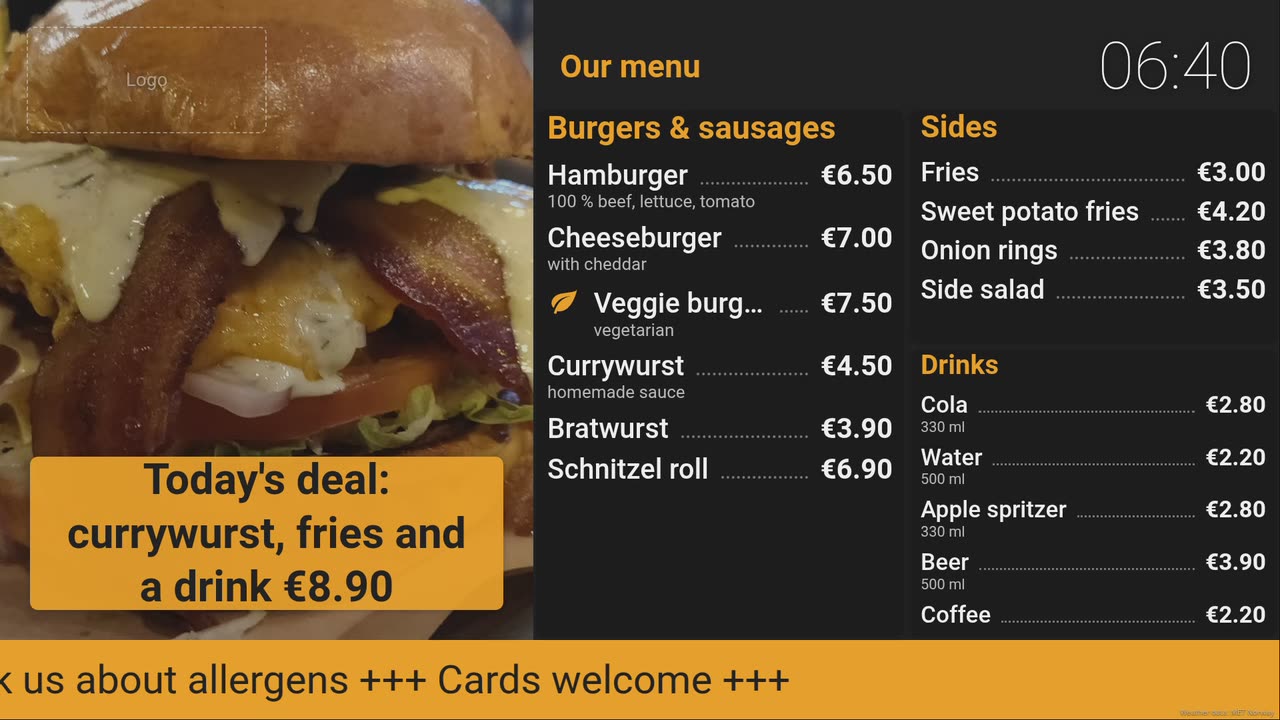 Logo
Today's deal:
currywurst, fries and
a drink €8.90
Our menu
06:40
Burgers & sausages
Hamburger €6.50
100 % beef, lettuce, tomato
Cheeseburger €7.00
with cheddar
Veggie burg... €7.50
vegetarian
Currywurst €4.50
homemade sauce
Bratwurst €3.90
Schnitzel roll €6.90
Sides
Fries €3.00
Sweet potato fries €4.20
Onion rings €3.80
Side salad €3.50
Drinks
Cola €2.80
330 ml
Water €2.20
500 ml
Apple spritzer €2.80
330 ml
Beer €3.90
500 ml
Coffee €2.20
k us about allergens +++ Cards welcome +++